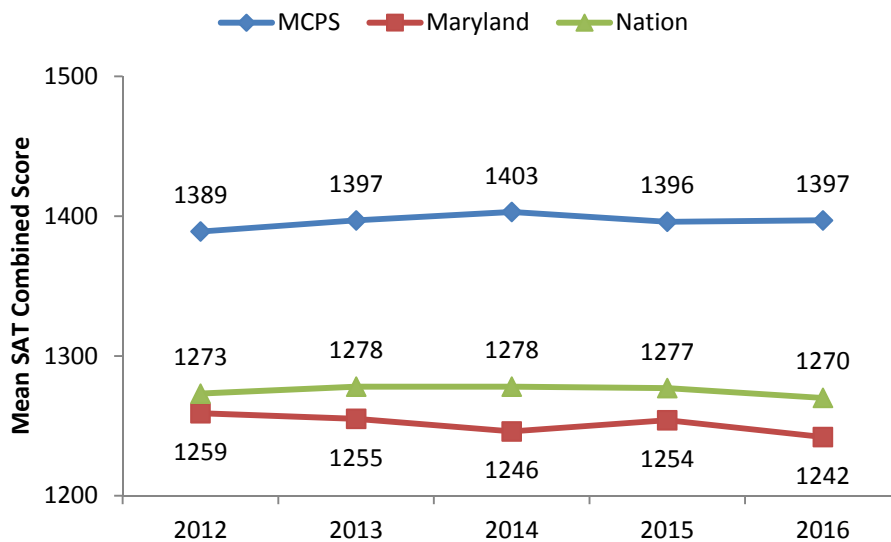 MCPS Maryland Nation
1500
1400
1300
1200
Mean SAT Combined Score
1389 1397 1403 1396 1397
1273 1278 1278 1277 1270
1259 1255 1246 1254 1242
2012 2013 2014 2015 2016